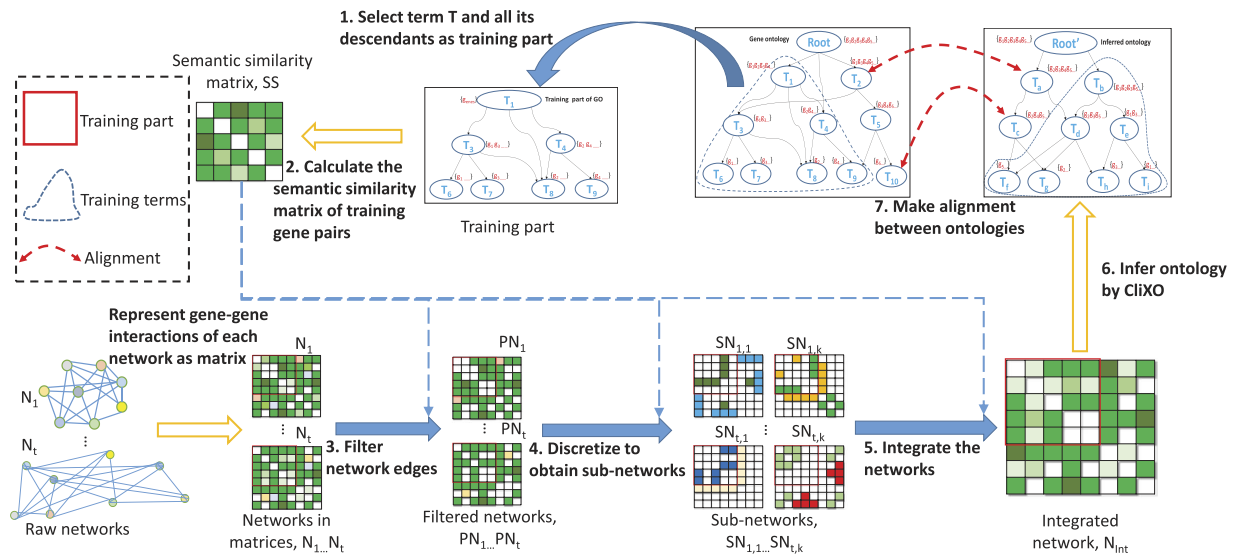 1. Select term T and all its
descendants as training part
Semantic similarity
matrix, SS
Training part
Training terms
Alignment
2. Calculate the
semantic similarity
matrix of training
gene pairs
Training part of GO
T1
T3
T4
T6
T7
T8
T9
Training part
Gene ontology
Root
T1
T2
T3
T4
T5
T6
T7
T8
T9
T10
Inferred ontology
Root'
Ta
Tb
Tc
Td
Te
Tf
Tg
Th
Ti
7. Make alignment
between ontologies
6. Infer ontology
by CliXO
Represent gene-gene
interactions of each
network as matrix
N1
⋮
Nt
Raw networks
N1
⋮ Nt
Networks in
matrices, N1...Nt
3. Filter
network edges
PN1
⋮ PNt
Filtered networks,
PN1...PNt
4. Discretize to
obtain sub-networks
SN1,1 SN1,k
SNt,1 ⋮ SNt,k
Sub-networks,
SN1,1...SNt,k
5. Integrate the
networks
Integrated
network, NInt